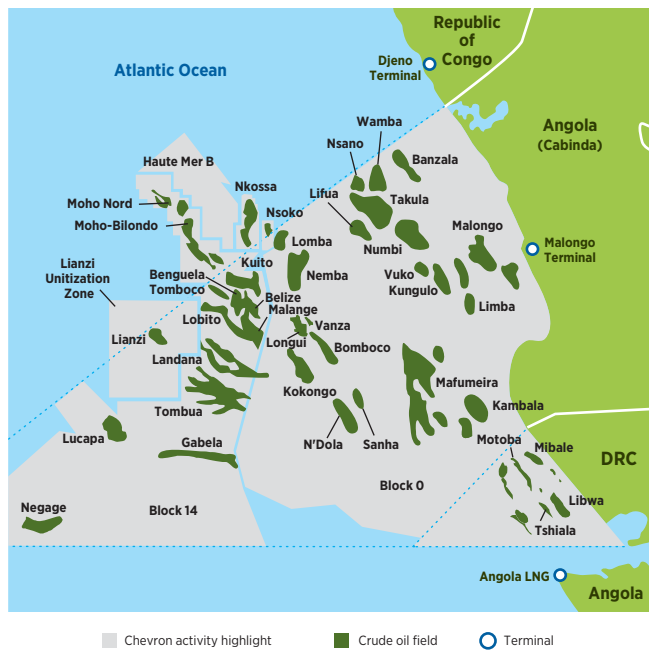 Republic
of
Congo
Djeno
Terminal
Atlantic Ocean
Wamba
Nsano
Banzala
Angola
(Cabinda)
Haute Mer B
Nkossa
Lifua
Takula
Moho Nord
Nsoko
Moho-Bilondo
Malongo
Lomba
Numbi
Malongo
Terminal
Lianzi
Unitization
Zone
Kuito
Benguela
Nemba
Vuko
Tomboco
Kungulo
Belize
Malange
Limba
Lobito
Vanza
Lianzi
Longui
Bomboco
Landana
Kokongo
Mafumeira
Tombua
Kambala
Lucapa
Gabela
N'Dola
Sanha
Motoba
Mibale
DRC
Block 0
Negage
Block 14
Libwa
Tshiala
Angola LNG
Angola
Chevron activity highlight
Crude oil field
Terminal